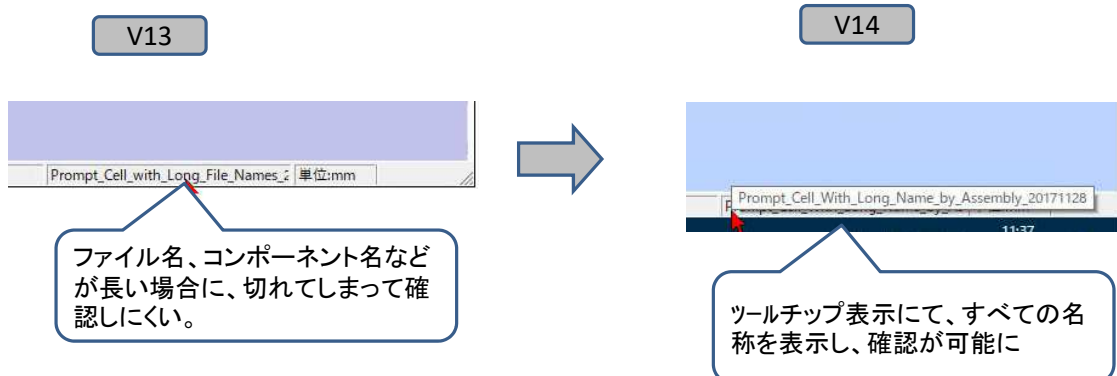 V13
V14
Prompt_Cell_with_Long_File_Names_2
単位:mm
Prompt_Cell_With_Long_Name_by_Assembly_20171128
11:37
ファイル名、コンポーネント名など
が長い場合に、切れてしまって確
認しにくい。
ツールチップ表示にて、すべての名
称を表示し、確認が可能に